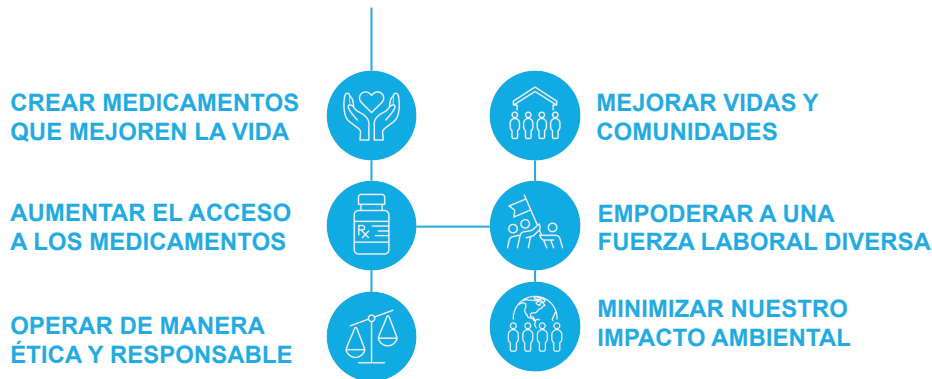 CREAR MEDICAMENTOS
QUE MEJOREN LA VIDA
AUMENTAR EL ACCESO
A LOS MEDICAMENTOS
Rx
OPERAR DE MANERA
ÉTICA Y RESPONSABLE
MEJORAR VIDAS Y
COMUNIDADES
EMPODERAR A UNA
FUERZA LABORAL DIVERSA
MINIMIZAR NUESTRO
IMPACTO AMBIENTAL